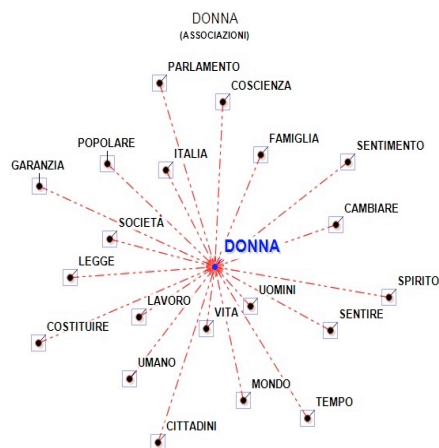 DONNA
(ASSOCIAZIONI)
PARLAMENTO
COSCIENZA
POPOLARE
ITALIA
FAMIGLIA
SENTIMENTO
GARANZIA
SOCIETÀ
CAMBIARE
DONNA
LEGGE
SPIRITO
LAVORO
UOMINI
VITA
COSTITUIRE
SENTIRE
UMANO
MONDO
TEMPO
CITTADINI